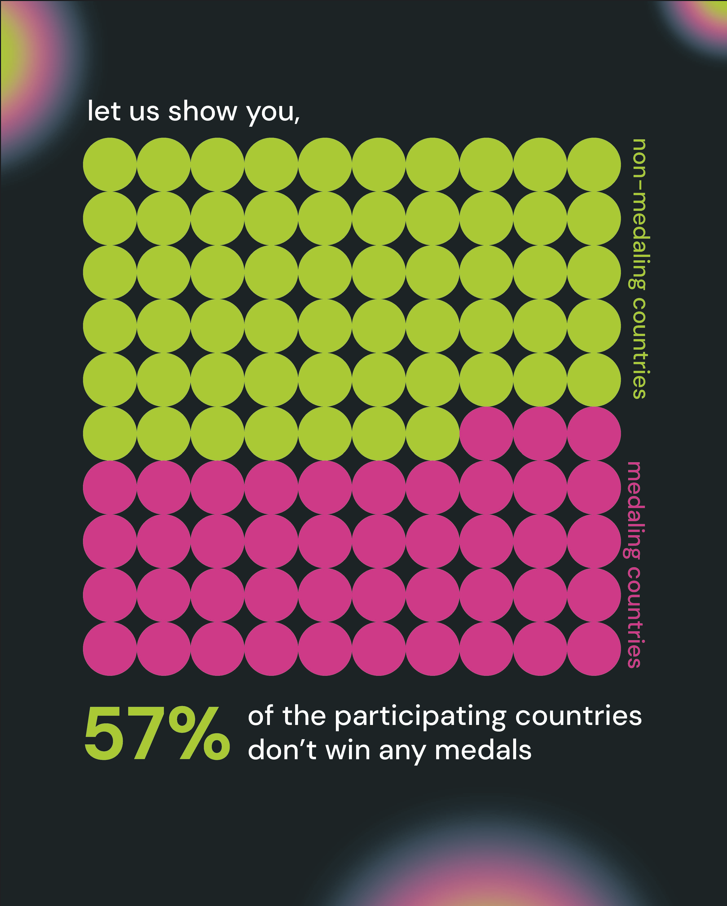 let us show you,
non-medaling countries
medaling countries
57%
of the participating countries
don’t win any medals